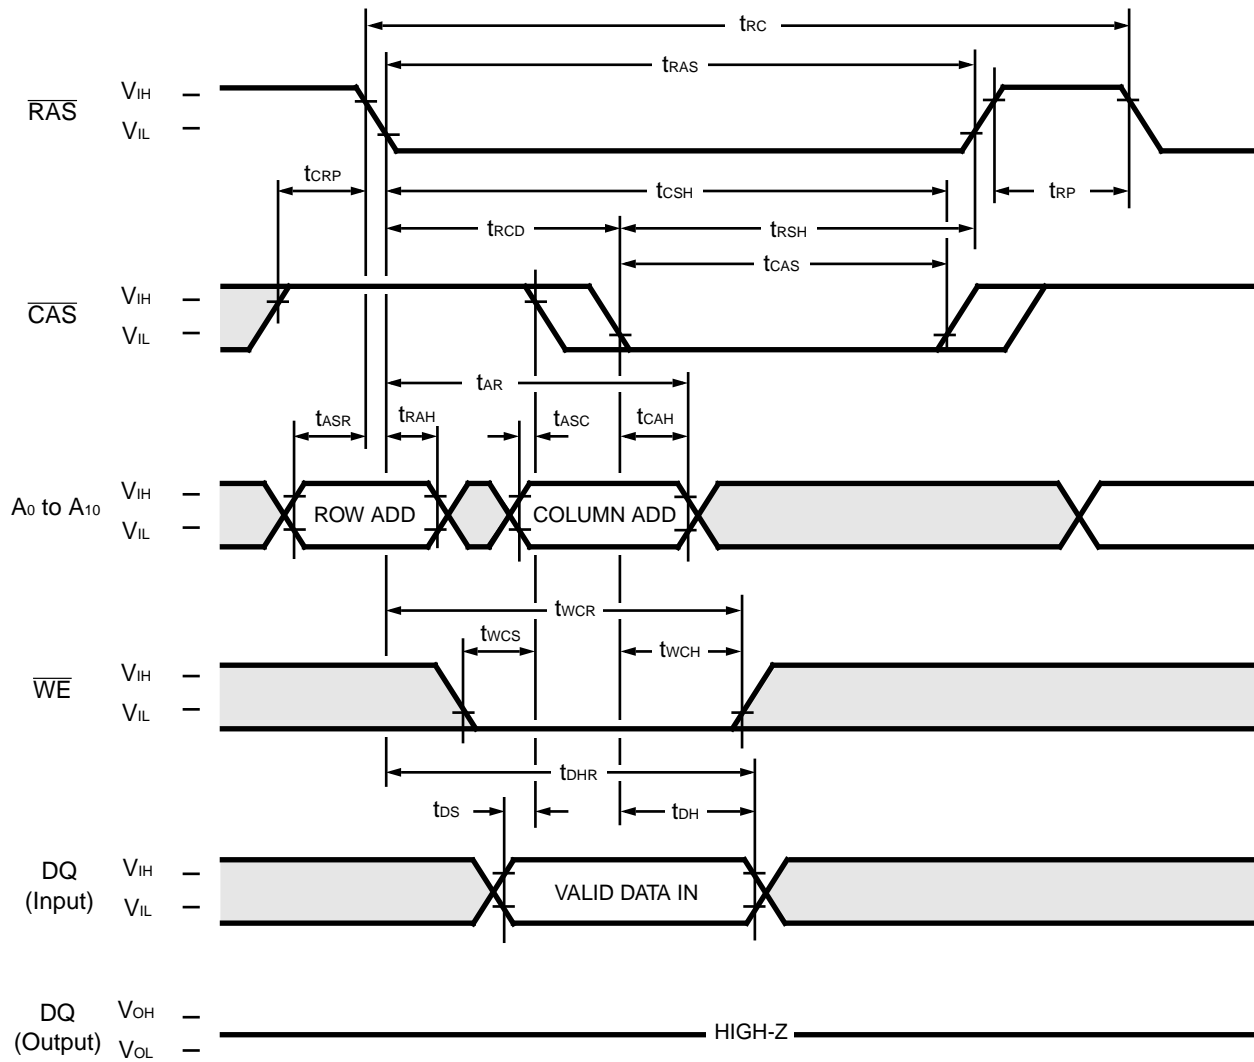 tRC
tRAS
RAS
VIH
VIL
tCRP
tCSH
tRP
tRCD
tRSH
tCAS
CAS
VIH
VIL
tAR
tASR
tRAH
tASC
tCAH
A0 to A10
VIH
VIL
ROW ADD
COLUMN ADD
tWCR
tWCS
tWCH
WE
VIH
VIL
tDHR
tDS
tDH
DQ
(Input)
VIH
VIL
VALID DATA IN
DQ
(Output)
VOH
VOL
HIGH-Z